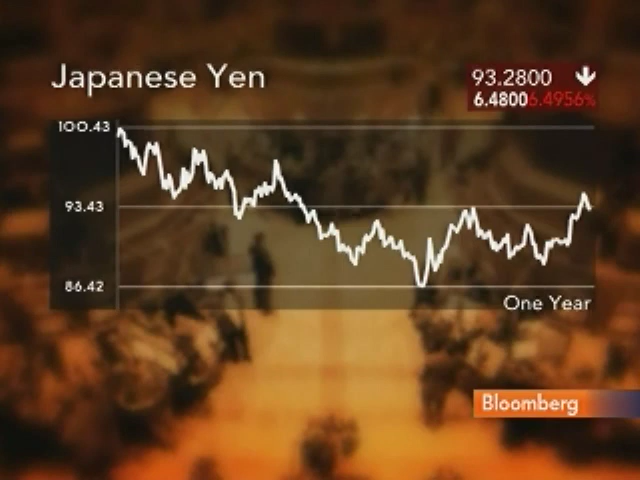 Japanese Yen
93.2800
6.4800 6.4956%
100.43
93.43
86.42
One Year
Bloomberg